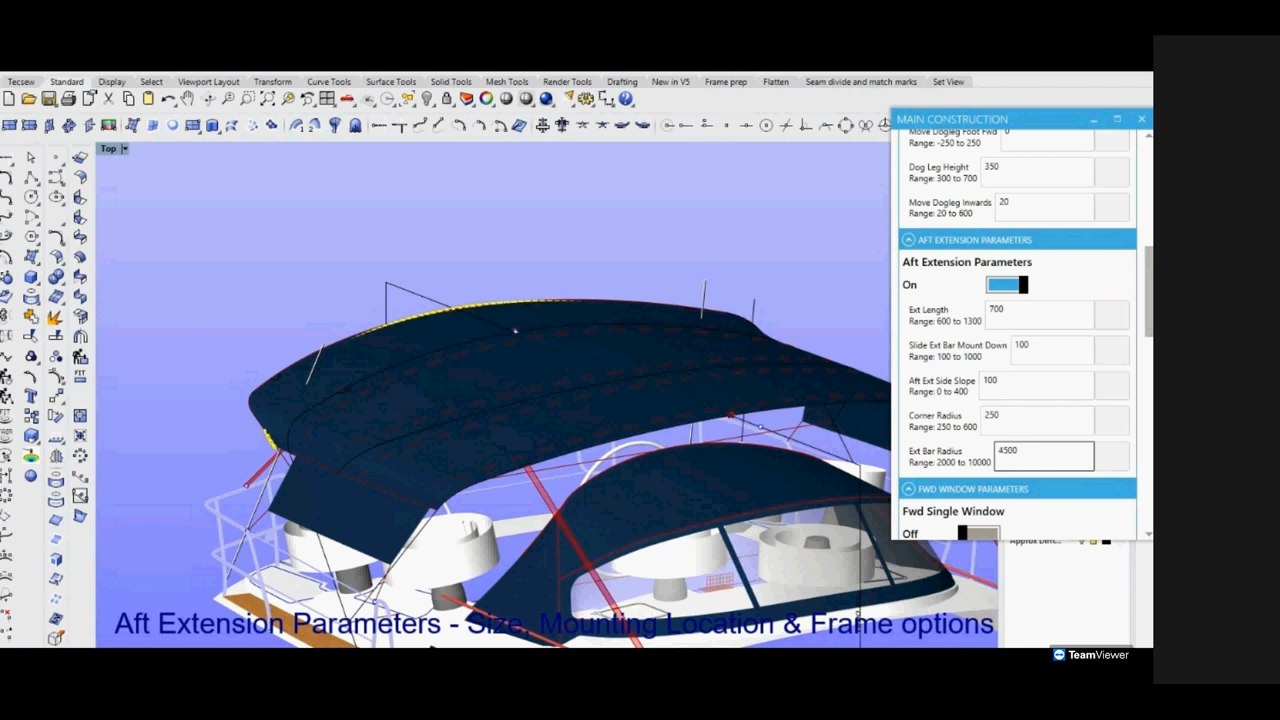 Tecsew Standard Display Select Viewport Layout Transform Curve Tools Surface Tools Solid Tools Mesh Tools Render Tools Drafting New in V5 Frame prep Flatten Seam divide and match marks Set View
MAIN CONSTRUCTION
Move Dogleg Foot Fwd 0
Range: -250 to 250
Top
Dog Leg Height 350
Range: 300 to 700
Move Dogleg Inwards 20
Range: 20 to 600
AFT EXTENSION PARAMETERS
Aft Extension Parameters
On
Ext Length 700
Range: 600 to 1300
Slide Ext Bar Mount Down 100
Range: 100 to 1000
Aft Ext Side Slope 100
Range: 0 to 400
Corner Radius 250
Range: 250 to 600
Ext Bar Radius 4500
Range: 2000 to 10000
FWD WINDOW PARAMETERS
Fwd Single Window
Off
FIT
Aft Extension Parameters - Size, Mounting Location & Frame options
TeamViewer